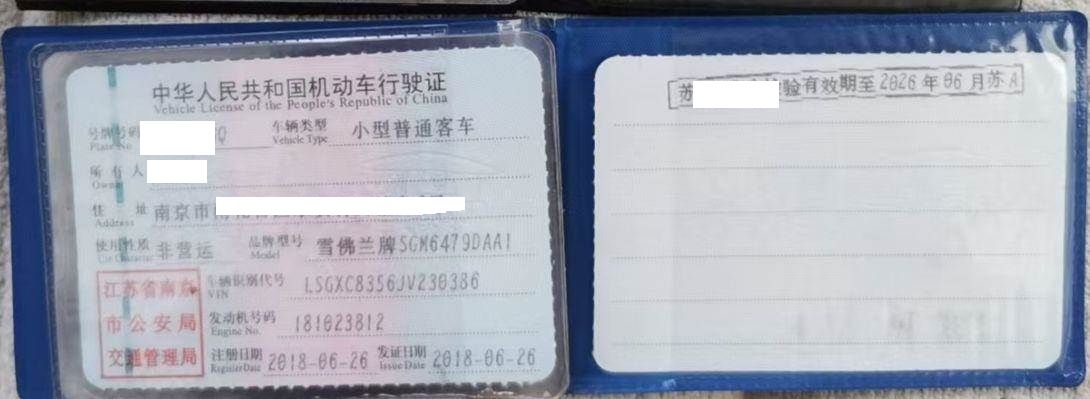 中华人民共和国机动车行驶证
Vehicle License of the People's Republic of China
号牌号码 Q 车辆类型 小型普通客车
Plate No. Vehicle Type
所有人
Owner
住址 南京市
Address
使用性质 非营运 品牌型号 雪佛兰牌SGM6479DAA1
Use Character Model
江苏省南京 车辆识别代号 LSGXC8356JV230386
VIN
市公安局 发动机号码 181023812
Engine No.
交通管理局 注册日期 2018-06-26 发证日期 2018-06-26
Register Date Issue Date
苏 验有效期至2026年06月苏A